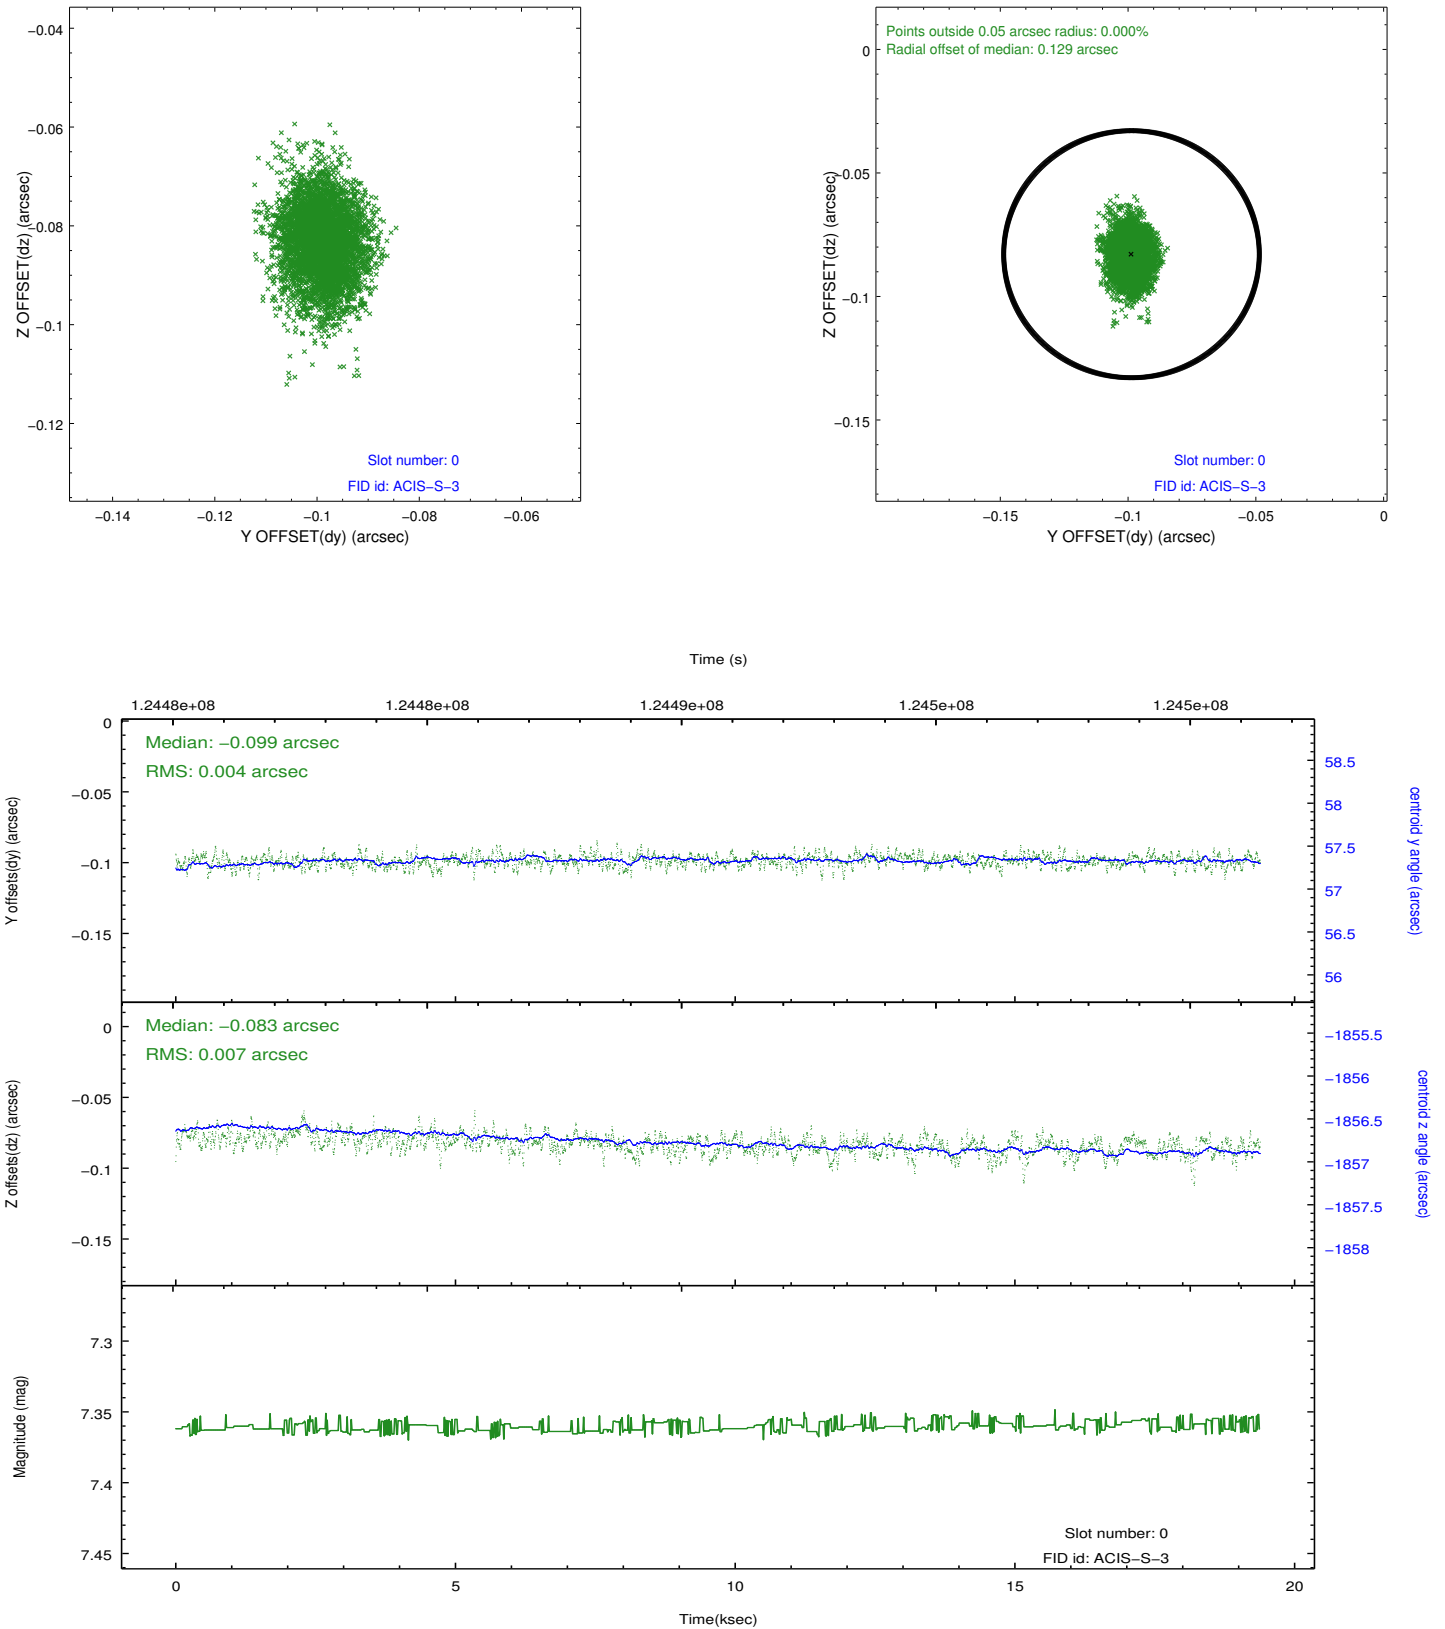 −0.04
−0.06
−0.08
−0.1
−0.12
Z OFFSET(dz) (arcsec)
Slot number: 0
FID id: ACIS−S−3
−0.14 −0.12 −0.1 −0.08 −0.06
Y OFFSET(dy) (arcsec)
Points outside 0.05 arcsec radius: 0.000%
Radial offset of median: 0.129 arcsec
0
−0.05
−0.1
−0.15
Z OFFSET(dz) (arcsec)
Slot number: 0
FID id: ACIS−S−3
−0.15 −0.1 −0.05 0
Y OFFSET(dy) (arcsec)
Time (s)
1.2448e+08 1.2448e+08 1.2449e+08 1.245e+08 1.245e+08
Median: −0.099 arcsec
RMS: 0.004 arcsec
0
−0.05
−0.1
−0.15
Y offsets(dy) (arcsec)
58.5
58
57.5
57
56.5
56
centroid y angle (arcsec)
Median: −0.083 arcsec
RMS: 0.007 arcsec
0
−0.05
−0.1
−0.15
Z offsets(dz) (arcsec)
−1855.5
−1856
−1856.5
−1857
−1857.5
−1858
centroid z angle (arcsec)
7.3
7.35
7.4
7.45
Magnitude (mag)
Slot number: 0
FID id: ACIS−S−3
0 5 10 15 20
Time(ksec)